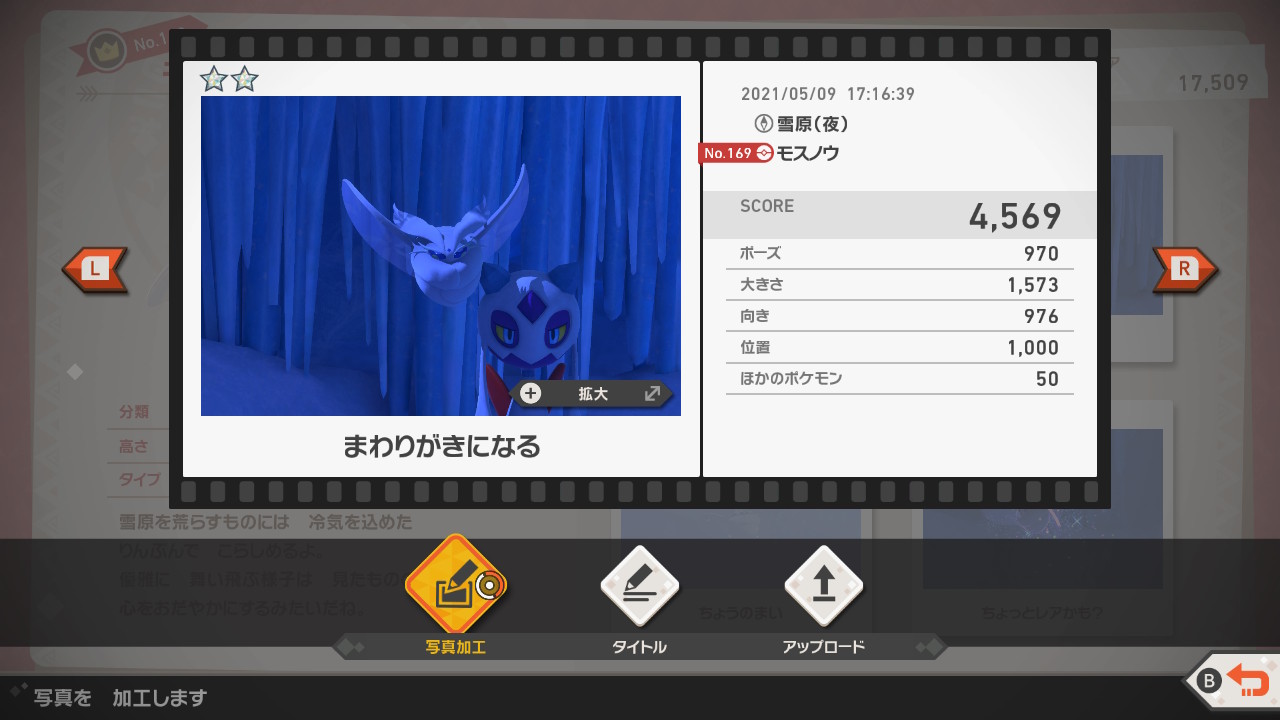 No.1
17,509
2021/05/09 17:16:39
雪原(夜)
No.169 モスノウ
SCORE 4,569
ポーズ 970
大きさ 1,573
向き 976
位置 1,000
ほかのポケモン 50
L
R
+ 拡大
まわりがきになる
分類
高さ
タイプ
雪原を荒らすものには 冷気を込めた
りんぷんで こらしめるよ。
優雅に 舞い飛ぶ様子は 見たもの
心をおだやかにするみたいだね。
ちょうのまい
ちょっとレアかも?
写真加工
タイトル
アップロード
B
写真を 加工します